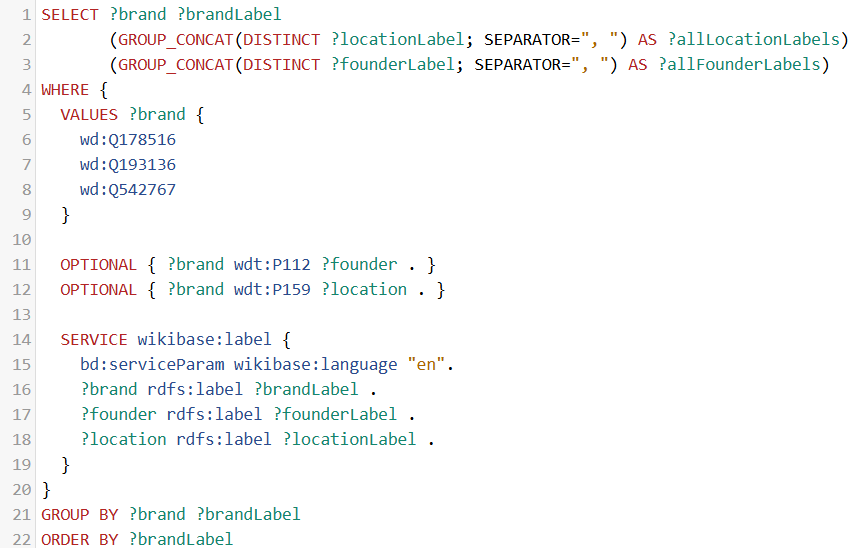 1 SELECT ?brand ?brandLabel
2 (GROUP_CONCAT(DISTINCT ?locationLabel; SEPARATOR=", ") AS ?allLocationLabels)
3 (GROUP_CONCAT(DISTINCT ?founderLabel; SEPARATOR=", ") AS ?allFounderLabels)
4 WHERE {
5 VALUES ?brand {
6 wd:Q178516
7 wd:Q193136
8 wd:Q542767
9 }
10
11 OPTIONAL { ?brand wdt:P112 ?founder . }
12 OPTIONAL { ?brand wdt:P159 ?location . }
13
14 SERVICE wikibase:label {
15 bd:serviceParam wikibase:language "en".
16 ?brand rdfs:label ?brandLabel .
17 ?founder rdfs:label ?founderLabel .
18 ?location rdfs:label ?locationLabel .
19 }
20 }
21 GROUP BY ?brand ?brandLabel
22 ORDER BY ?brandLabel